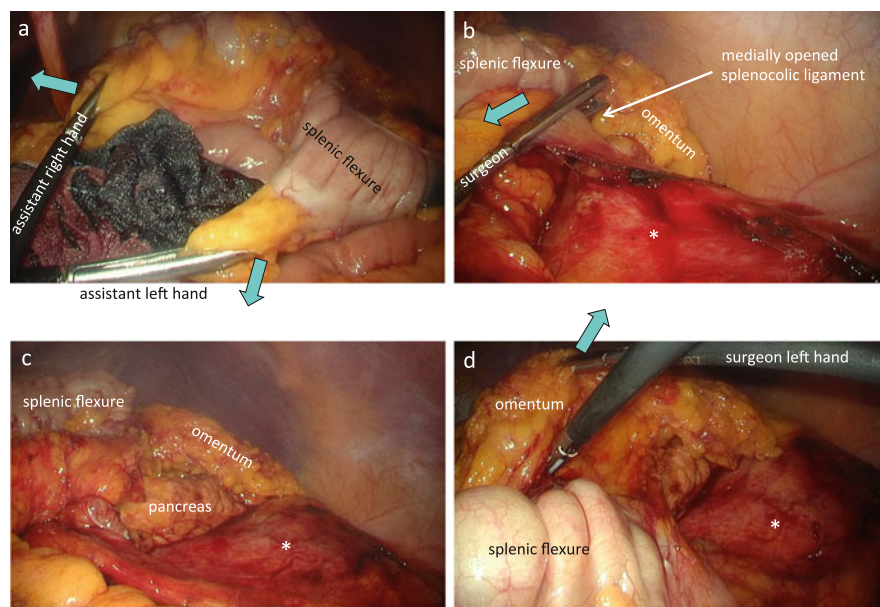 a
assistant right hand
splenic flexure
assistant left hand
b
splenic flexure
medially opened
splenocolic ligament
omentum
surgeon
*
c
splenic flexure
omentum
pancreas
*
d
surgeon left hand
omentum
splenic flexure
*